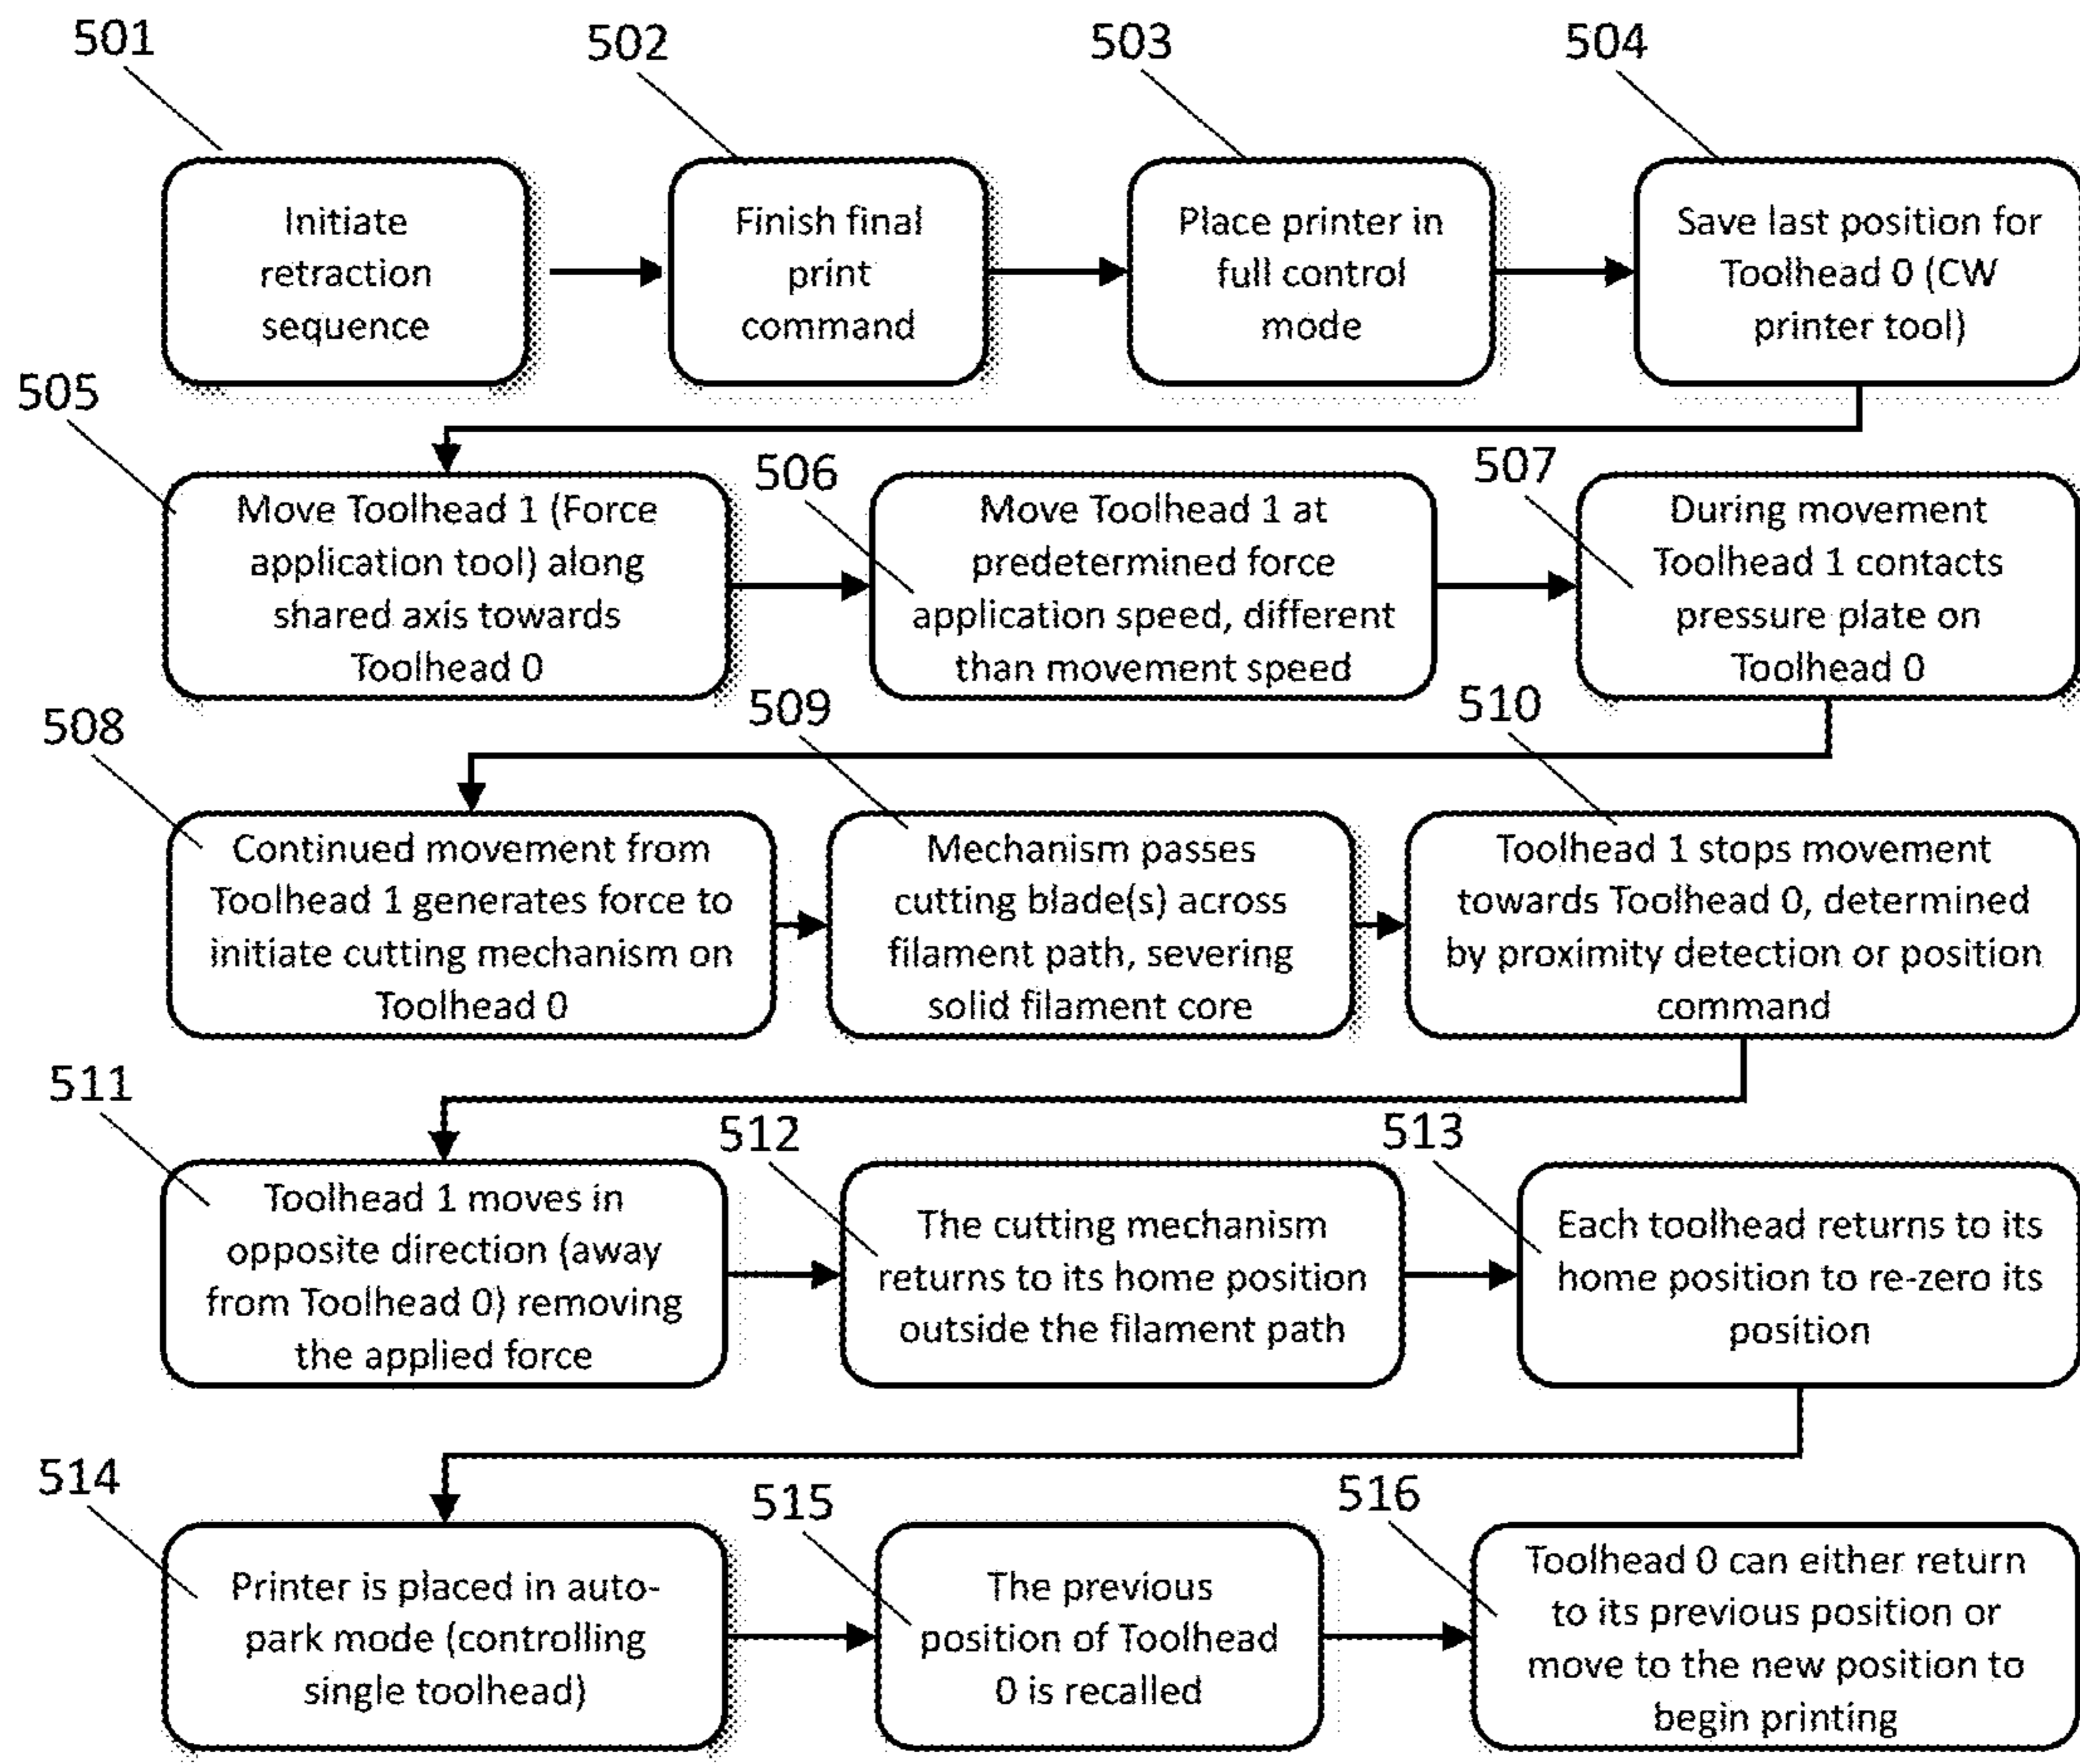 501
502
503
504
Initiate
retraction
sequence
Finish final
print
command
Place printer in
full control
mode
Save last position for
Toolhead 0 (CW
printer tool)
505
506
507
Move Toolhead 1 (Force
application tool) along
shared axis towards
Toolhead 0
Move Toolhead 1 at
predetermined force
application speed, different
than movement speed
During movement
Toolhead 1 contacts
pressure plate on
Toolhead 0
508
509
510
Continued movement from
Toolhead 1 generates force to
initiate cutting mechanism on
Toolhead 0
Mechanism passes
cutting blade(s) across
filament path, severing
solid filament core
Toolhead 1 stops movement
towards Toolhead 0, determined
by proximity detection or position
command
511
512
513
Toolhead 1 moves in
opposite direction (away
from Toolhead 0) removing
the applied force
The cutting mechanism
returns to its home position
outside the filament path
Each toolhead returns to its
home position to re-zero its
position
514
515
516
Printer is placed in auto-
park mode (controlling
single toolhead)
The previous
position of Toolhead
0 is recalled
Toolhead 0 can either return
to its previous position or
move to the new position to
begin printing